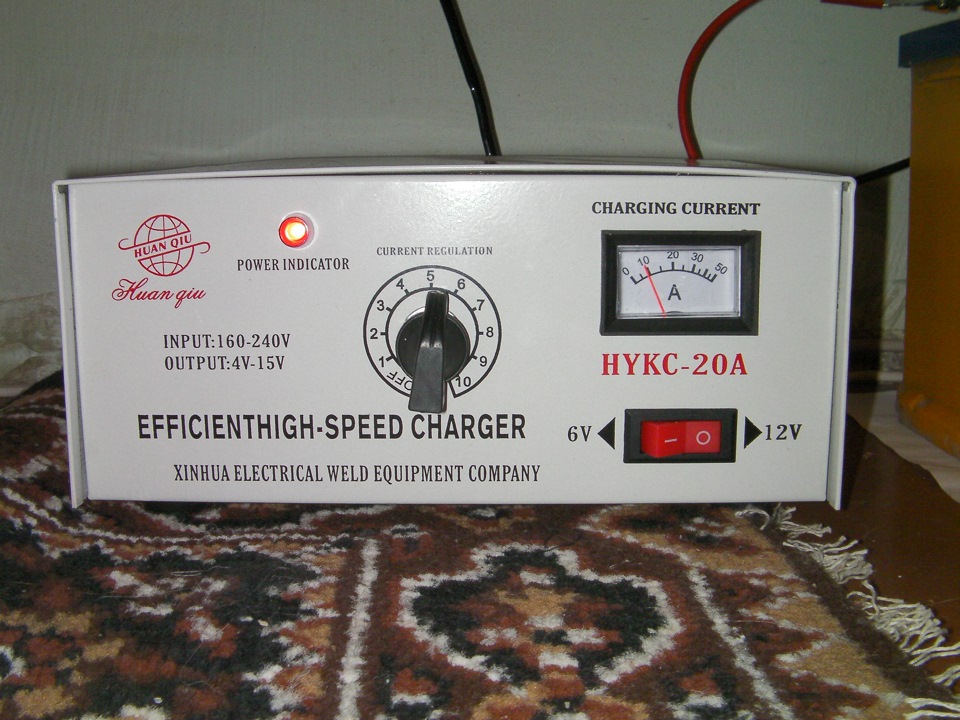 HUAN QIU
Huan qiu
POWER INDICATOR
INPUT:160-240V
OUTPUT:4V-15V
CURRENT REGULATION
OFF 1 2 3 4 5 6 7 8 9 10
CHARGING CURRENT
0 10 20 30 50
A
HYKC-20A
6V 12V
EFFICIENTHIGH-SPEED CHARGER
XINHUA ELECTRICAL WELD EQUIPMENT COMPANY